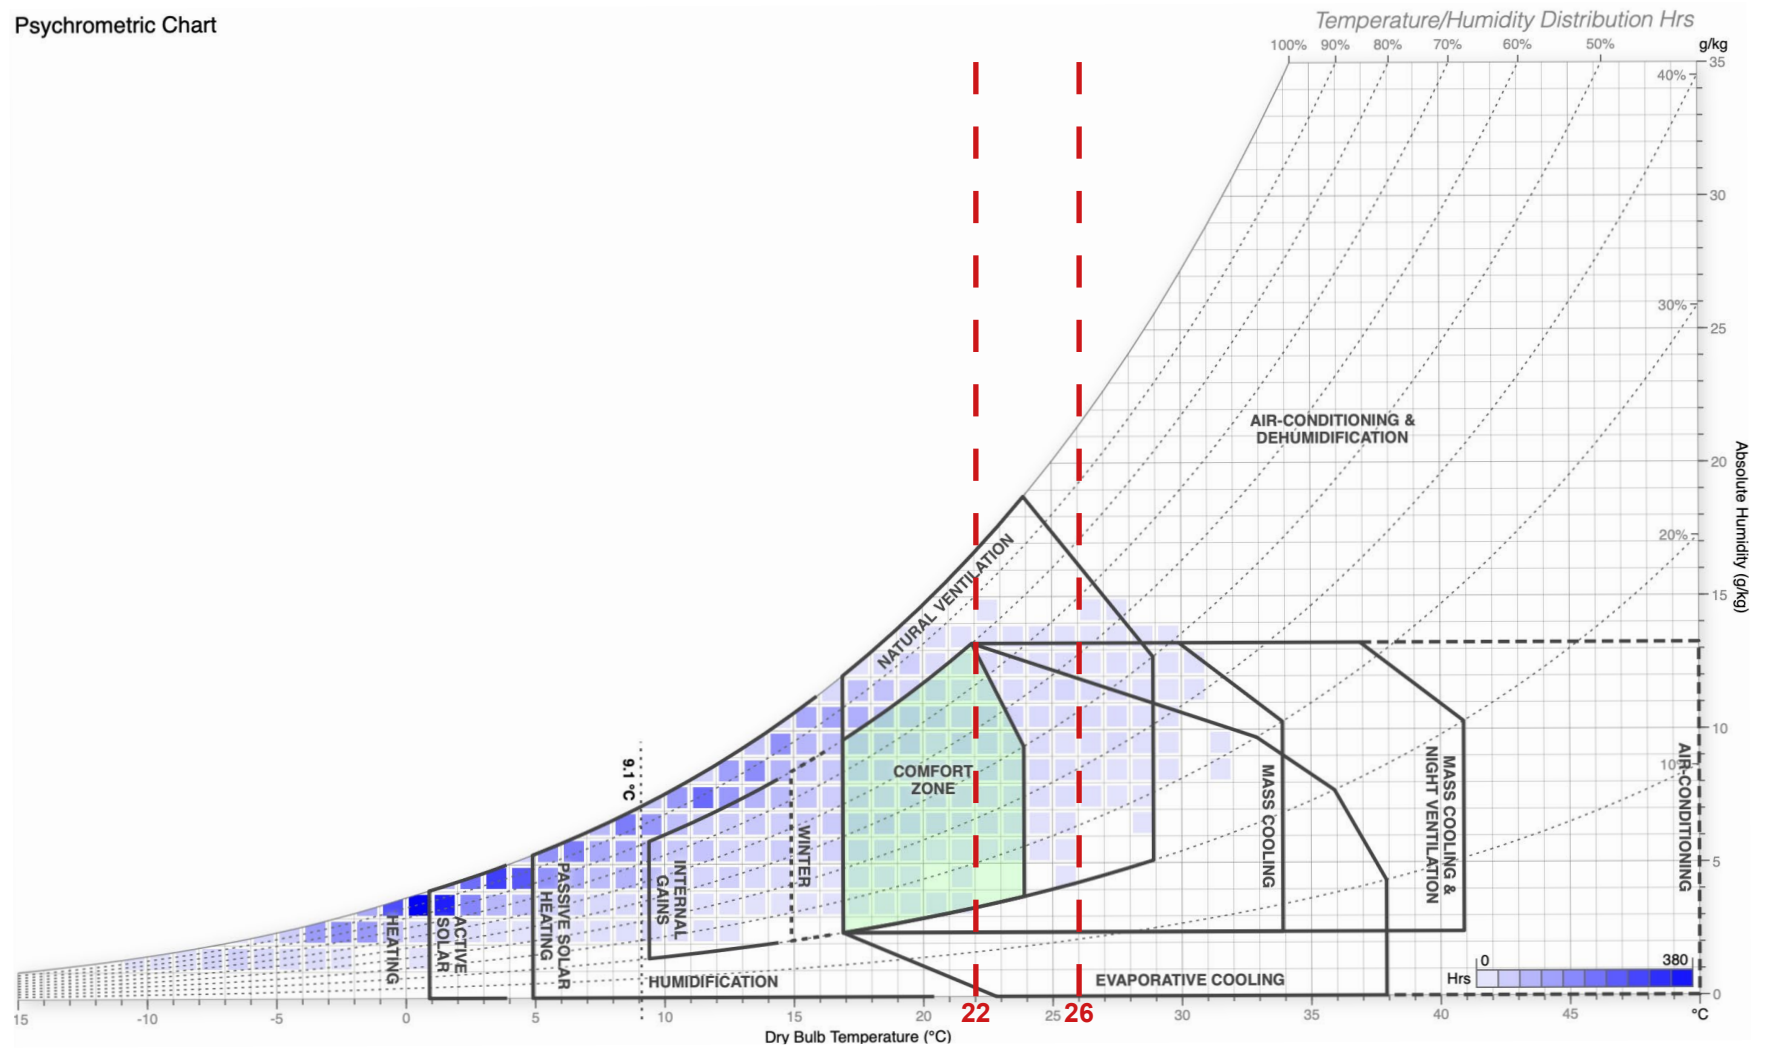 Psychrometric Chart
Temperature/Humidity Distribution Hrs
100% 90% 80% 70% 60% 50%
g/kg
35
40%
30
30%
25
AIR-CONDITIONING &
DEHUMIDIFICATION
20
Absolute Humidity (g/kg)
20%
NATURAL VENTILATION
15
10
10%
9.1 °C
COMFORT
ZONE
WINTER
INTERNAL
GAINS
PASSIVE SOLAR
HEATING
ACTIVE
SOLAR
HEATING
MASS COOLING
MASS COOLING &
NIGHT VENTILATION
AIR-CONDITIONING
5
HUMIDIFICATION
EVAPORATIVE COOLING
0 380
Hrs
0
15 -10 -5 0 5 10 15 20 22 25 26 30 35 40 45 °C
Dry Bulb Temperature (°C)